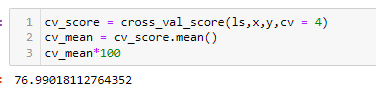 1 cv_score = cross_val_score(ls,x,y,cv = 4)
2 cv_mean = cv_score.mean()
3 cv_mean*100
: 76.99018112764352